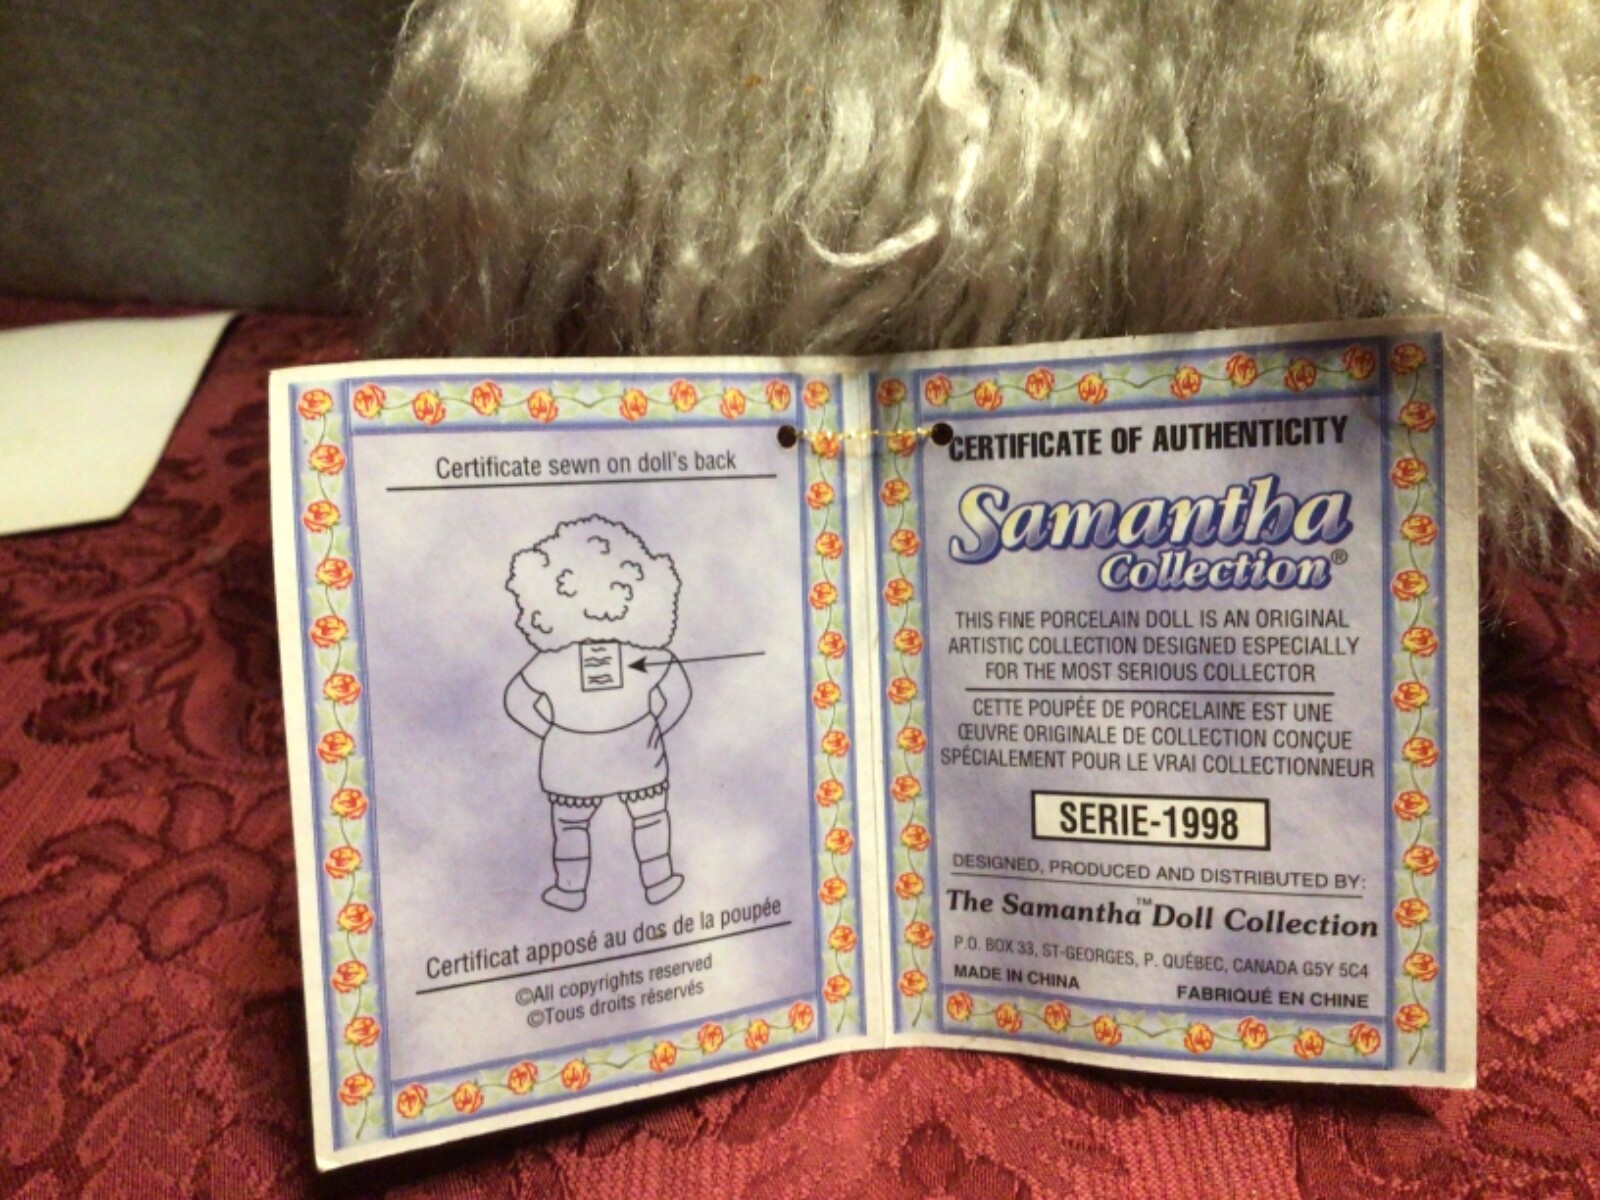 Certificate sewn on doll's back
Certificat apposé au dos de la poupée
©All copyrights reserved
©Tous droits réservés
CERTIFICATE OF AUTHENTICITY
Samantha
Collection®
THIS FINE PORCELAIN DOLL IS AN ORIGINAL
ARTISTIC COLLECTION DESIGNED ESPECIALLY
FOR THE MOST SERIOUS COLLECTOR
CETTE POUPÉE DE PORCELAINE EST UNE
ŒUVRE ORIGINALE DE COLLECTION CONÇUE
SPÉCIALEMENT POUR LE VRAI COLLECTIONNEUR
SERIE-1998
DESIGNED, PRODUCED AND DISTRIBUTED BY:
The Samantha™ Doll Collection
P.O. BOX 33, ST-GEORGES, P. QUÉBEC, CANADA G5Y 5C4
MADE IN CHINA
FABRIQUÉ EN CHINE